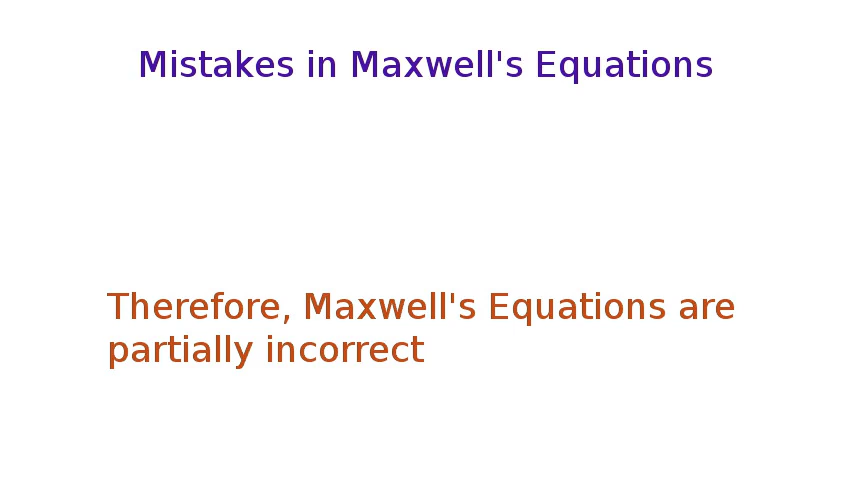 Mistakes in Maxwell's Equations
Therefore, Maxwell's Equations are
partially incorrect